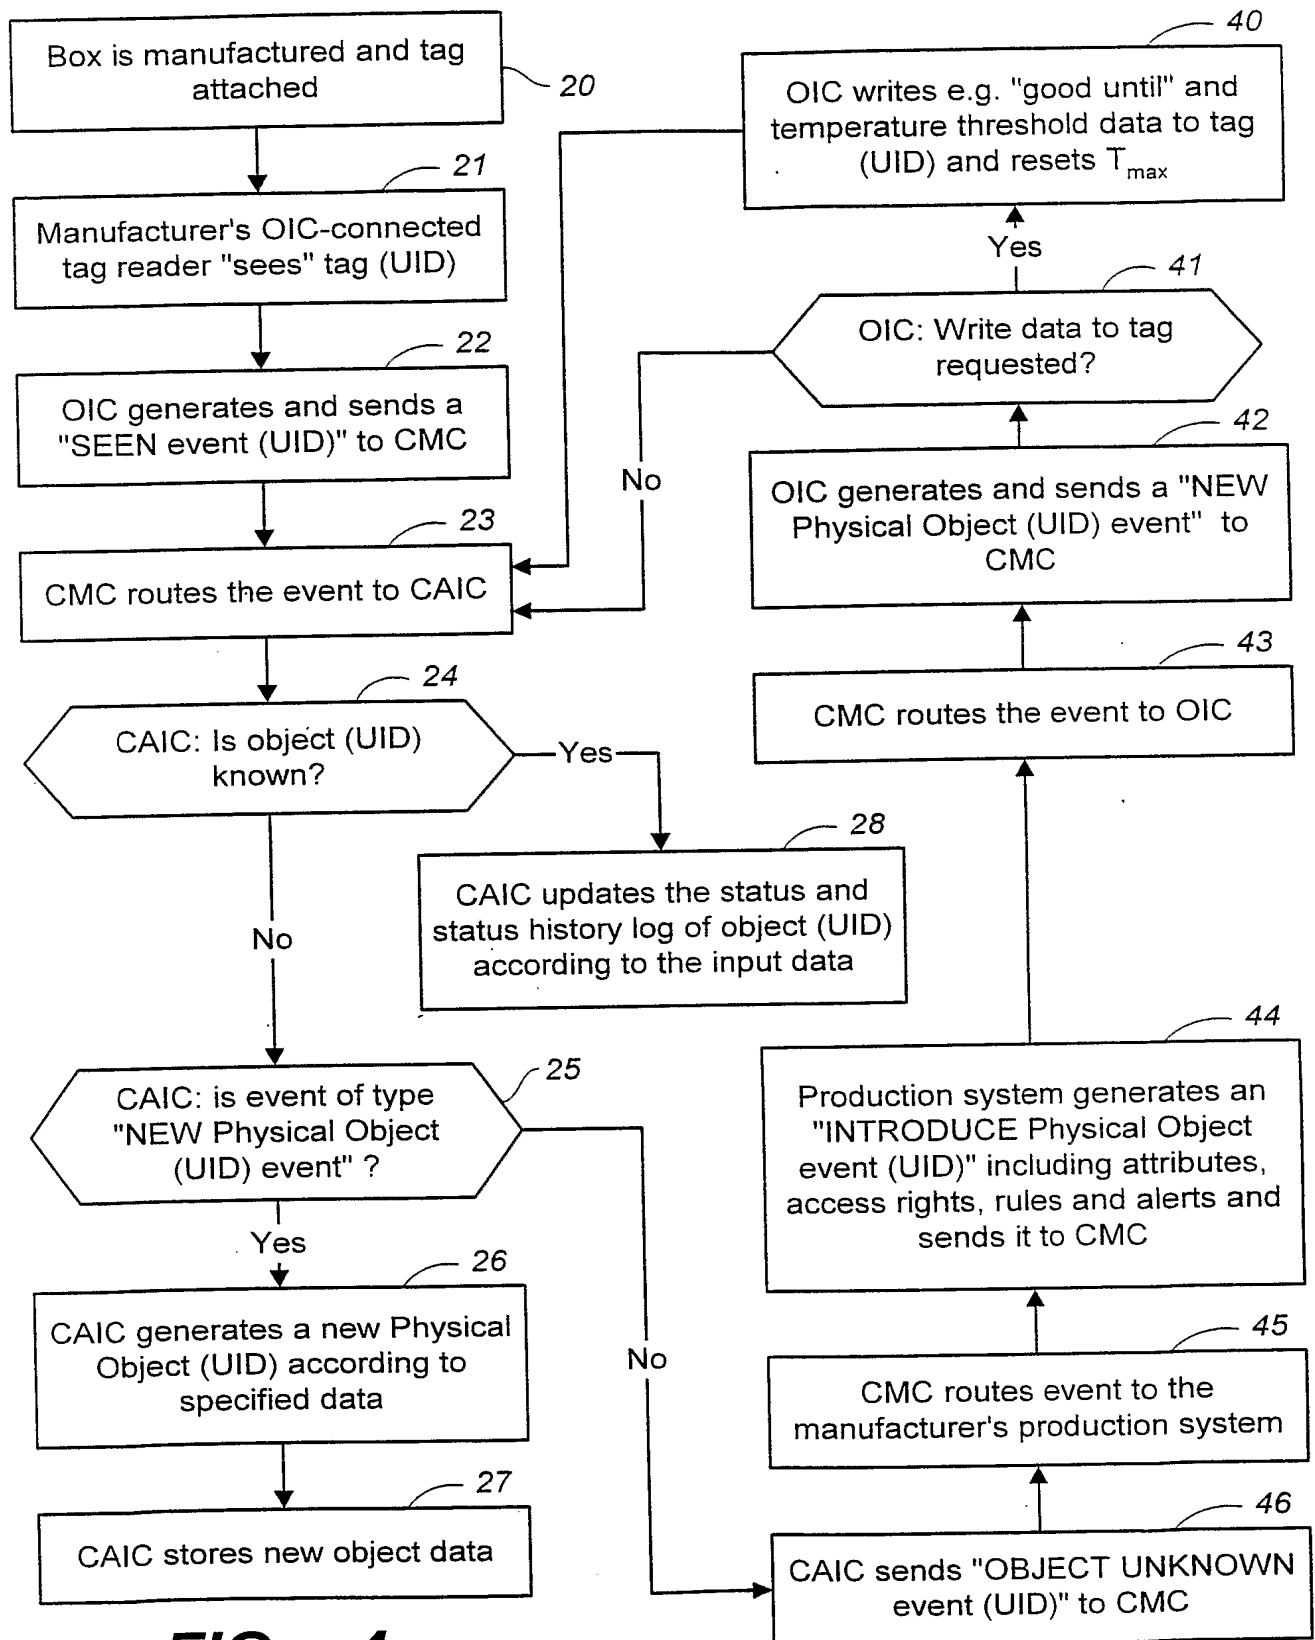 Box is manufactured and tag
attached
20
21
Manufacturer's OIC-connected
tag reader "sees" tag (UID)
22
OIC generates and sends a
"SEEN event (UID)" to CMC
23
CMC routes the event to CAIC
24
CAIC: Is object (UID)
known?
Yes
No
28
CAIC updates the status and
status history log of object (UID)
according to the input data
25
CAIC: is event of type
"NEW Physical Object
(UID) event" ?
Yes
No
26
CAIC generates a new Physical
Object (UID) according to
specified data
27
CAIC stores new object data
40
OIC writes e.g. "good until" and
temperature threshold data to tag
(UID) and resets Tmax
Yes
41
OIC: Write data to tag
requested?
No
42
OIC generates and sends a "NEW
Physical Object (UID) event" to
CMC
43
CMC routes the event to OIC
44
Production system generates an
"INTRODUCE Physical Object
event (UID)" including attributes,
access rights, rules and alerts and
sends it to CMC
45
CMC routes event to the
manufacturer's production system
46
CAIC sends "OBJECT UNKNOWN
event (UID)" to CMC